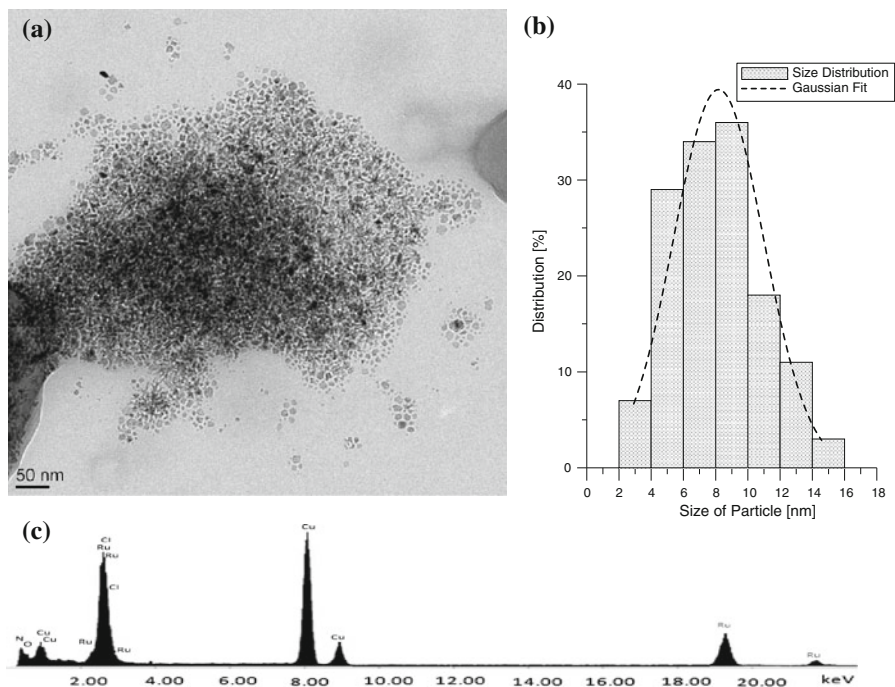 (a)
50 nm
(b)
Size Distribution
Gaussian Fit
40
30
20
10
0
Distribution [%]
0 2 4 6 8 10 12 14 16 18
Size of Particle [nm]
(c)
Cl
Ru
Ru
Cl
Ru
Ru
N
O
Cu
Cu
Cu
Cu
Ru
Ru
2.00 4.00 6.00 8.00 10.00 12.00 14.00 16.00 18.00 20.00 keV